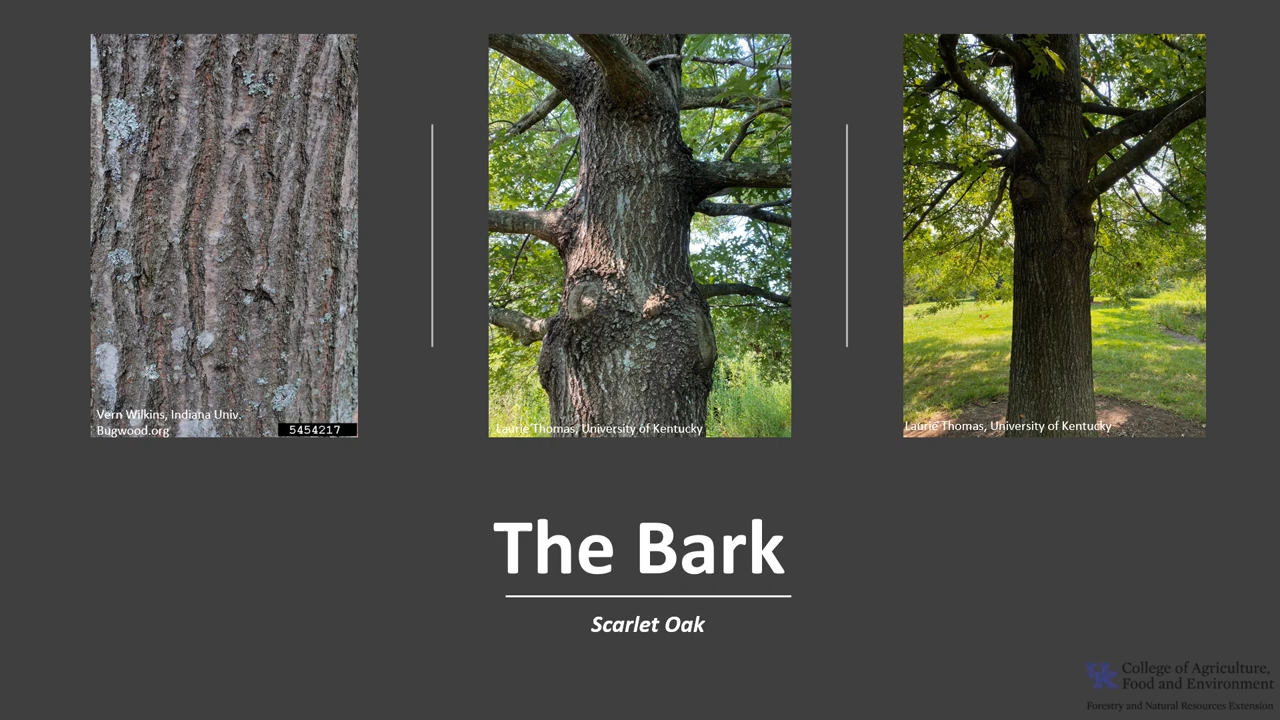 Vern Wilkins, Indiana Univ.
Bugwood.org
5454217
Laurie Thomas, University of Kentucky
Laurie Thomas, University of Kentucky
The Bark
Scarlet Oak
UK College of Agriculture,
Food and Environment
Forestry and Natural Resources Extension